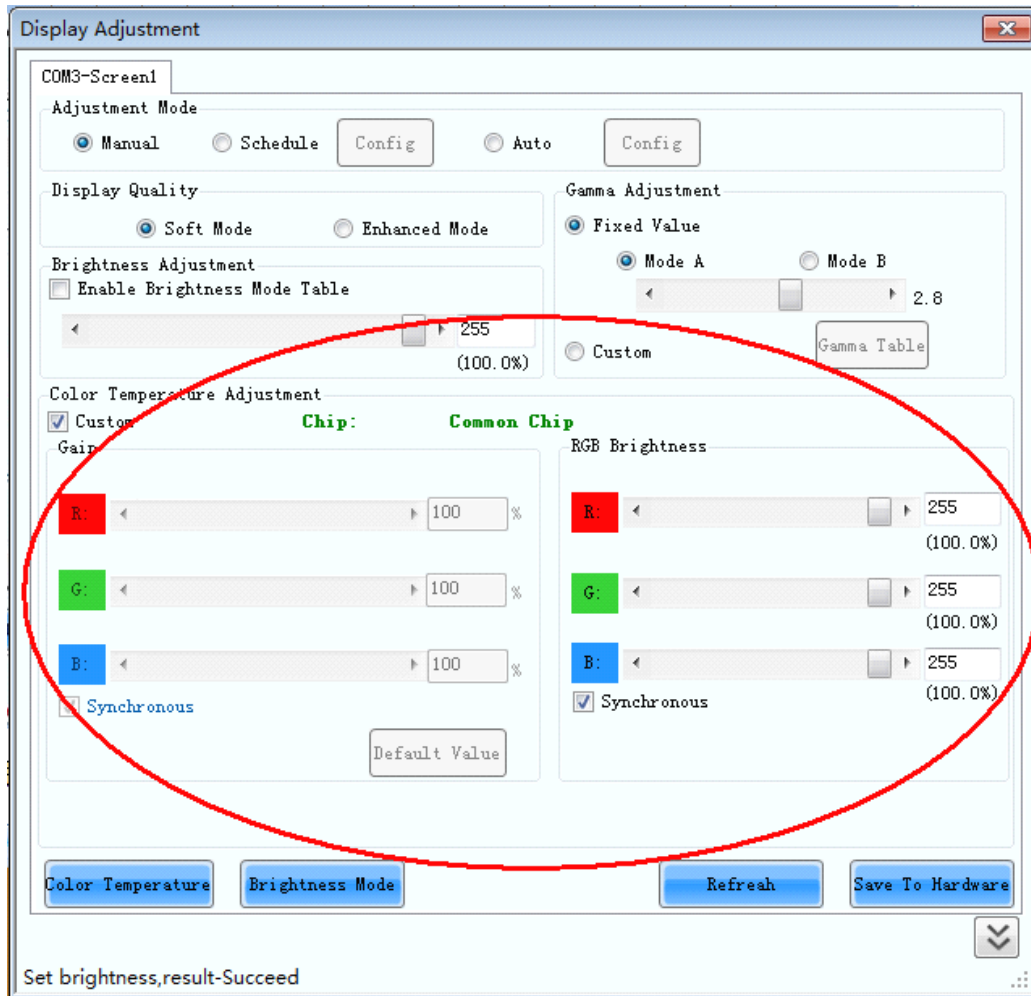 Display Adjustment
COM3-Screen1
Adjustment Mode
Manual Schedule Config Auto Config
Display Quality
Soft Mode Enhanced Mode
Gamma Adjustment
Fixed Value
Mode A Mode B
2.8
Custom Gamma Table
Brightness Adjustment
Enable Brightness Mode Table
255
(100.0%)
Color Temperature Adjustment
Custom Chip: Common Chip
Gain
R: 100 %
G: 100 %
B: 100 %
Synchronous
Default Value
RGB Brightness
R: 255
(100.0%)
G: 255
(100.0%)
B: 255
(100.0%)
Synchronous
Color Temperature Brightness Mode Refreah Save To Hardware
Set brightness,result-Succeed